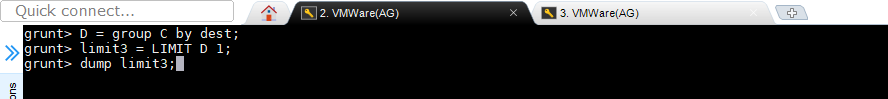 Quick connect...
2. VMWare(AG)
3. VMWare(AG)
grunt> D = group C by dest;
grunt> limit3 = LIMIT D 1;
grunt> dump limit3;
ons